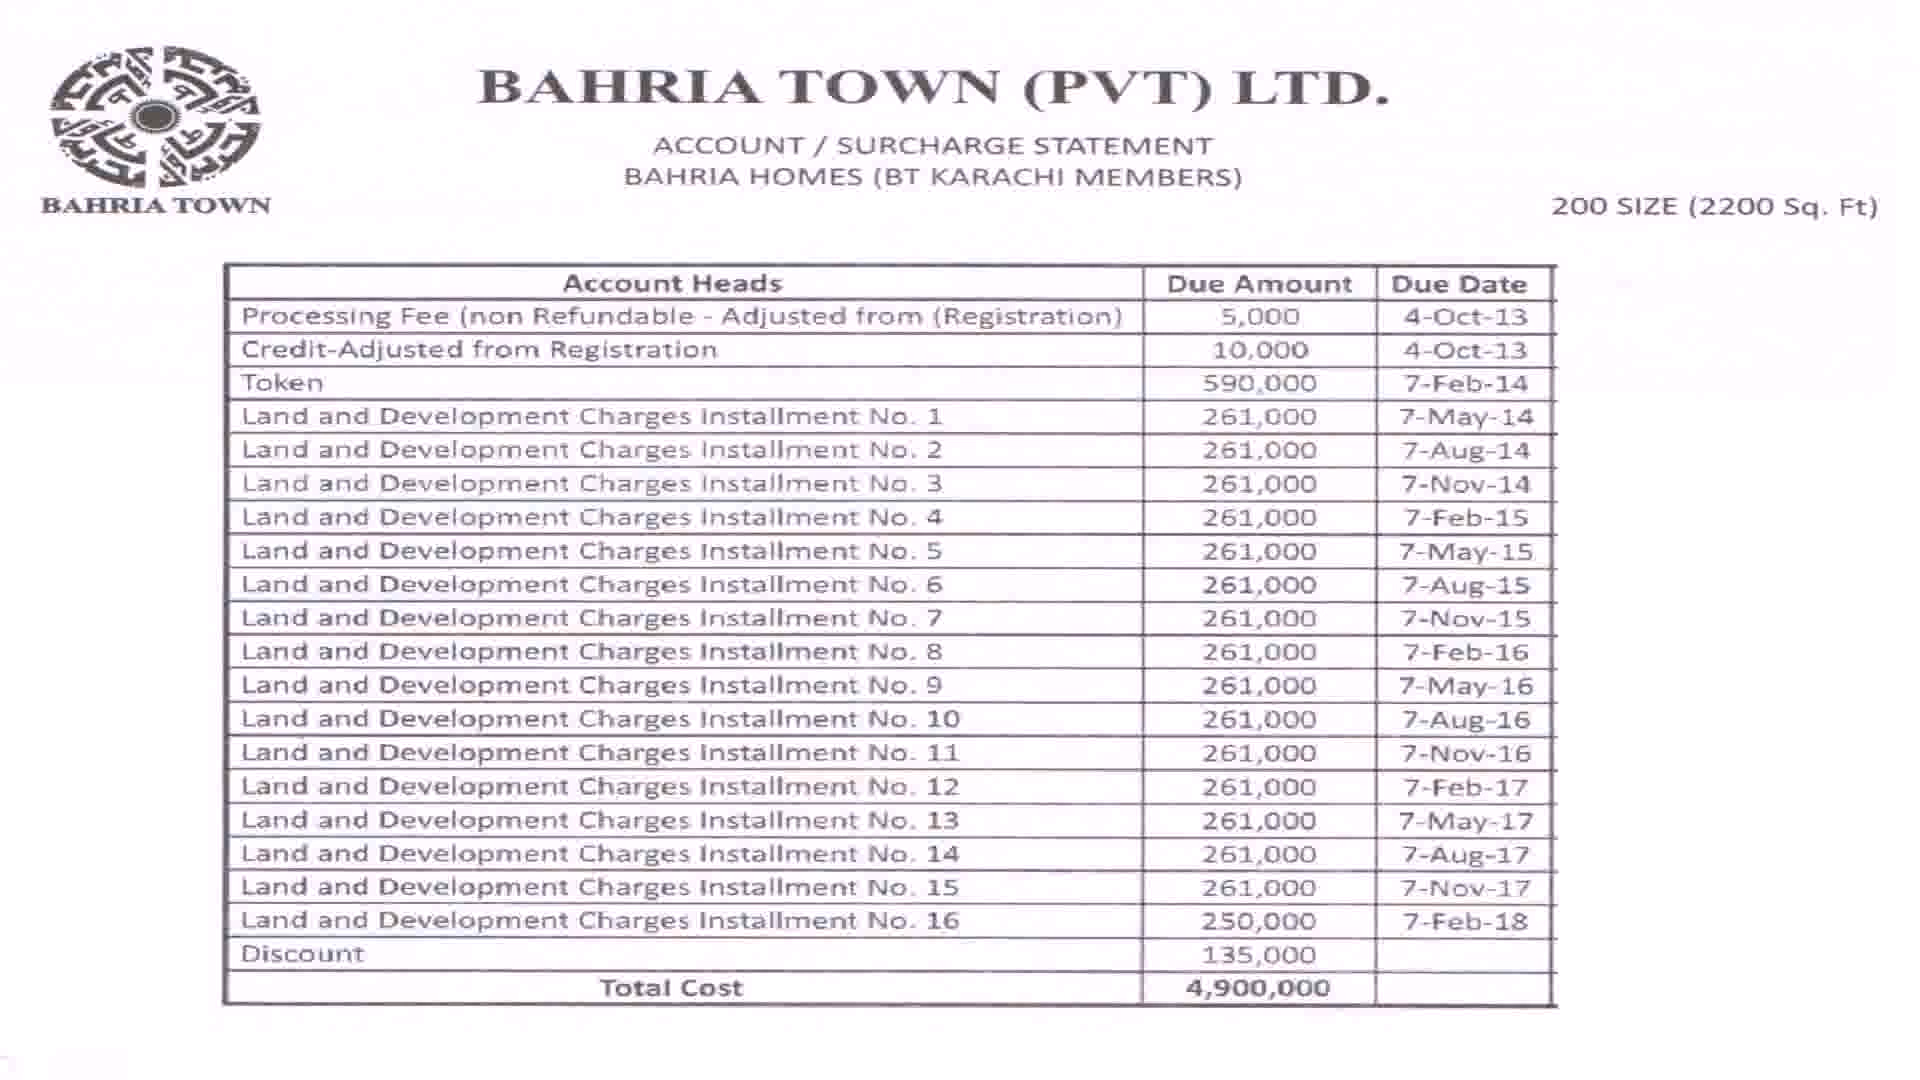 BAHRIA TOWN (PVT) LTD.
ACCOUNT / SURCHARGE STATEMENT
BAHRIA HOMES (BT KARACHI MEMBERS)
BAHRIA TOWN
200 SIZE (2200 Sq. Ft)
Account Heads Due Amount Due Date
Processing Fee (non Refundable - Adjusted from (Registration) 5,000 4-Oct-13
Credit-Adjusted from Registration 10,000 4-Oct-13
Token 590,000 7-Feb-14
Land and Development Charges Installment No. 1 261,000 7-May-14
Land and Development Charges Installment No. 2 261,000 7-Aug-14
Land and Development Charges Installment No. 3 261,000 7-Nov-14
Land and Development Charges Installment No. 4 261,000 7-Feb-15
Land and Development Charges Installment No. 5 261,000 7-May-15
Land and Development Charges Installment No. 6 261,000 7-Aug-15
Land and Development Charges Installment No. 7 261,000 7-Nov-15
Land and Development Charges Installment No. 8 261,000 7-Feb-16
Land and Development Charges Installment No. 9 261,000 7-May-16
Land and Development Charges Installment No. 10 261,000 7-Aug-16
Land and Development Charges Installment No. 11 261,000 7-Nov-16
Land and Development Charges Installment No. 12 261,000 7-Feb-17
Land and Development Charges Installment No. 13 261,000 7-May-17
Land and Development Charges Installment No. 14 261,000 7-Aug-17
Land and Development Charges Installment No. 15 261,000 7-Nov-17
Land and Development Charges Installment No. 16 250,000 7-Feb-18
Discount 135,000
Total Cost 4,900,000